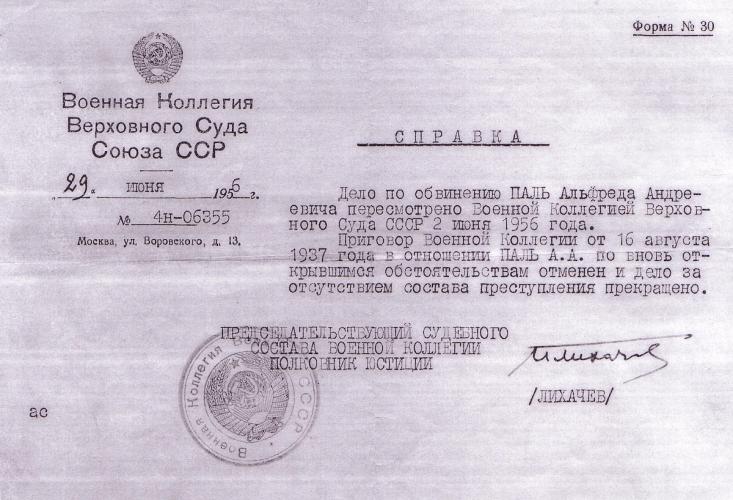 Форма № 30
Военная Коллегия
Верховного Суда
Союза ССР
„29“ июня 1956 г.
№ 4н-06355
Москва, ул. Воровского, д. 13.
СПРАВКА
Дело по обвинению ПАЛЬ Альфреда Андре-
евича пересмотрено Военной Коллегией Верхов-
ного Суда СССР 2 июня 1956 года.
Приговор Военной Коллегии от 16 августа
1937 года в отношении ПАЛЬ А.А. по вновь от-
крывшимся обстоятельствам отменен и дело за
отсутствием состава преступления прекращено.
ПРЕДСЕДАТЕЛЬСТВУЮЩИЙ СУДЕБНОГО
СОСТАВА ВОЕННОЙ КОЛЛЕГИИ
ПОЛКОВНИК ЮСТИЦИИ
/ЛИХАЧЕВ/
Военная Коллегия СССР
ас